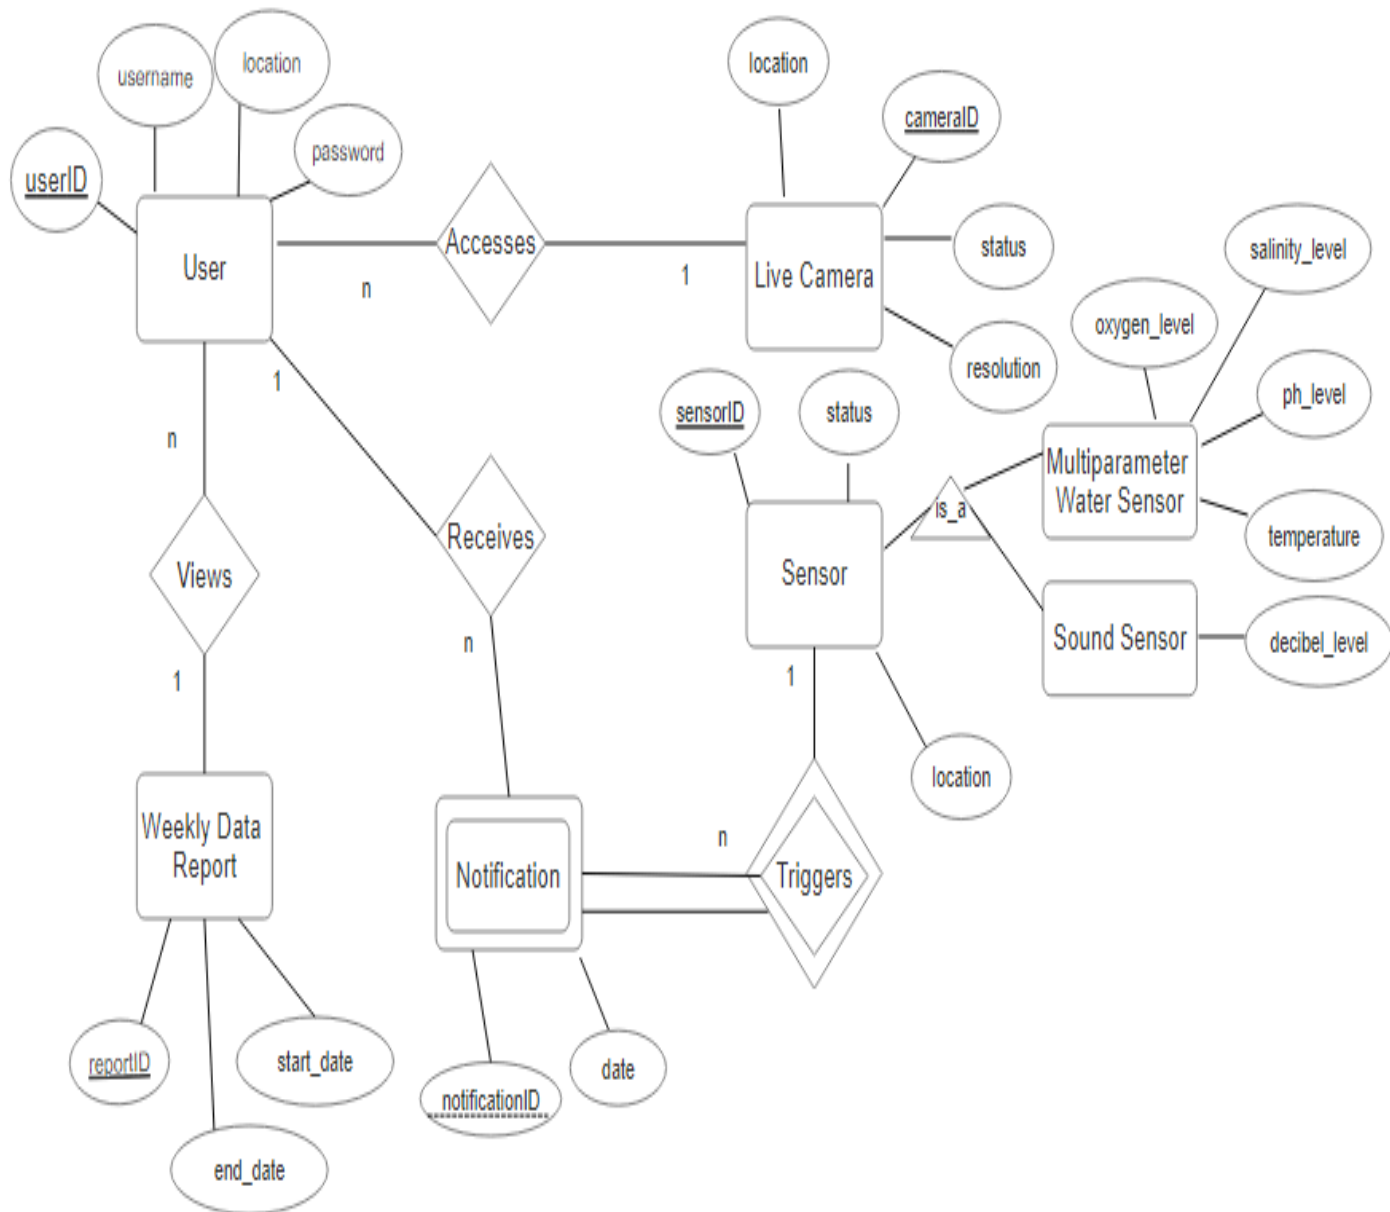 location
username
location
password
userID
cameraID
Accesses
User
n
1
Live Camera
status
salinity_level
oxygen_level
resolution
ph_level
1
n
sensorID
status
Multiparameter
Water Sensor
is_a
temperature
Receives
Views
Sensor
n
Sound Sensor
decibel_level
1
1
location
Weekly Data
Report
n
Notification
Triggers
reportID
start_date
date
notificationID
end_date